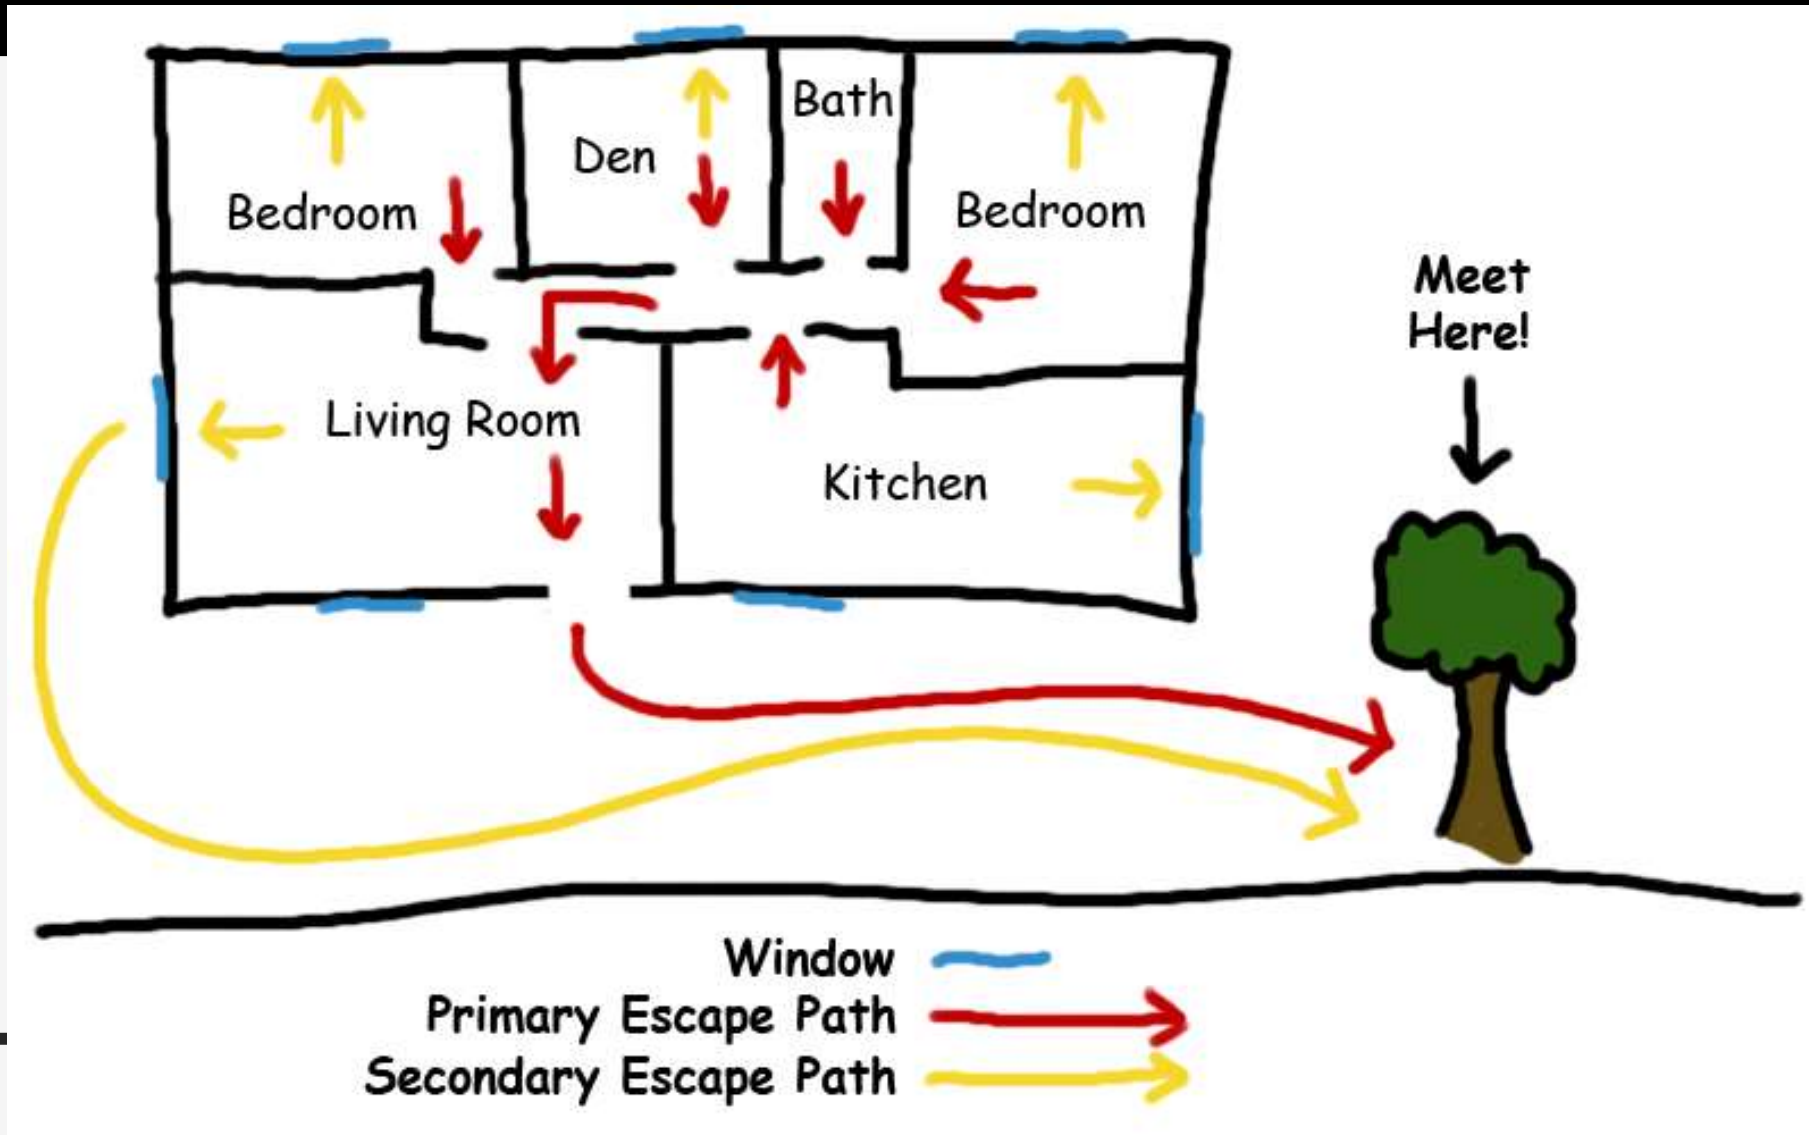 Bath
Den
Bedroom
Bedroom
Meet
Here!
Living Room
Kitchen
Window
Primary Escape Path
Secondary Escape Path